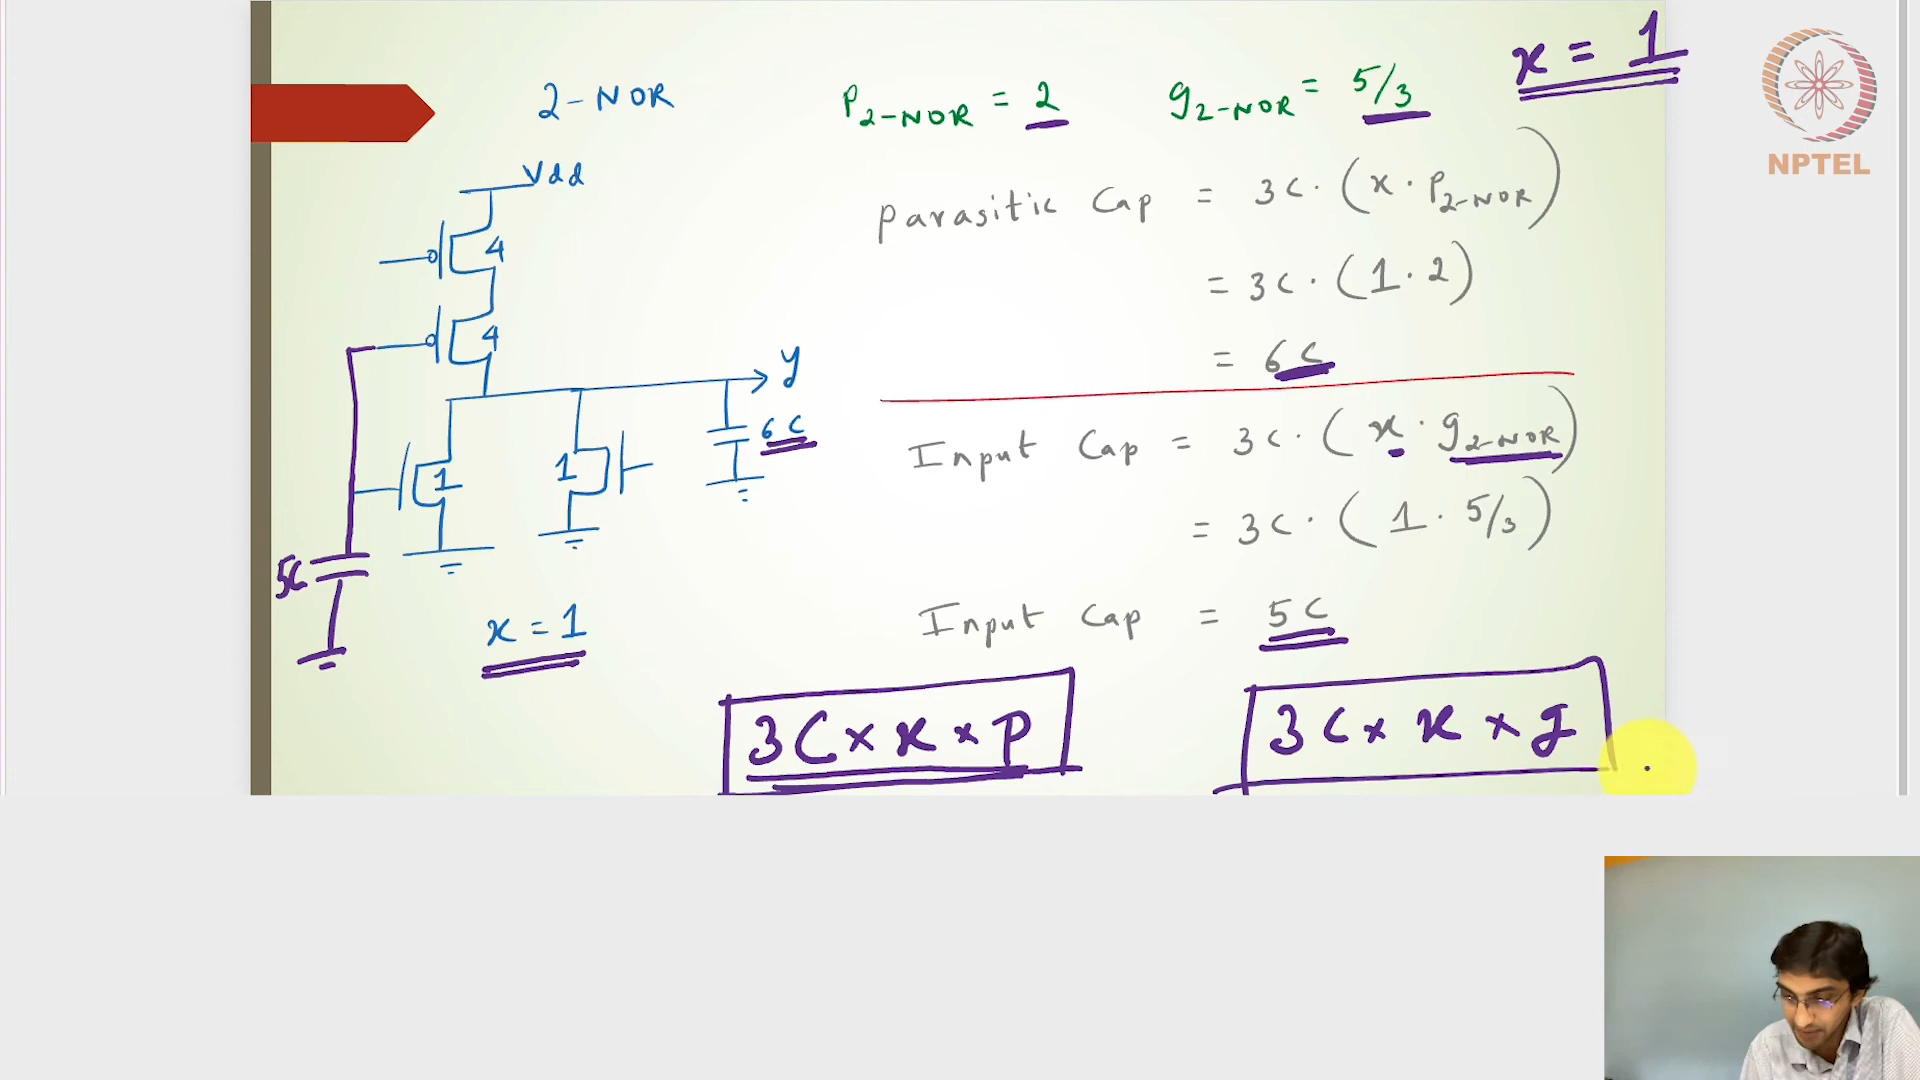 x = 1
2-NOR P2-NOR = 2 g2-NOR = 5/3
NPTEL
Vdd
4
4
y
6C
1
1
5C
x = 1
Parasitic Cap = 3C·(x·P2-NOR)
= 3C·(1·2)
= 6C
Input Cap = 3C·(x·g2-NOR)
= 3C·(1·5/3)
Input Cap = 5C
3C×x×p
3C×x×g